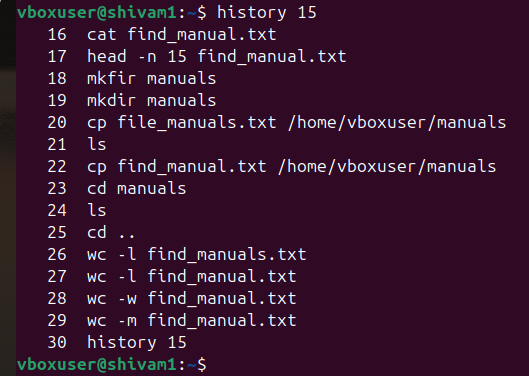 vboxuser@shivam1:~$ history 15
16 cat find_manual.txt
17 head -n 15 find_manual.txt
18 mkfir manuals
19 mkdir manuals
20 cp file_manuals.txt /home/vboxuser/manuals
21 ls
22 cp find_manual.txt /home/vboxuser/manuals
23 cd manuals
24 ls
25 cd ..
26 wc -l find_manuals.txt
27 wc -l find_manual.txt
28 wc -w find_manual.txt
29 wc -m find_manual.txt
30 history 15
vboxuser@shivam1:~$